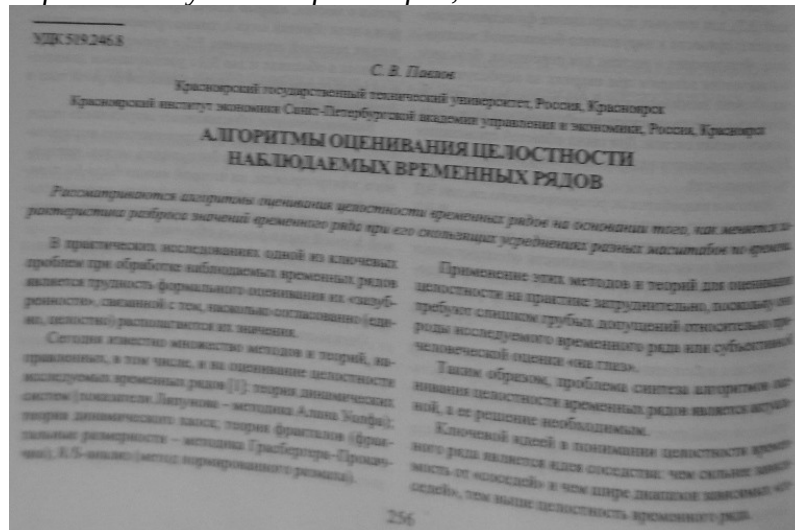 УДК 519.246.8
С. В.
Красноярский государственный технический университет, Россия, Красноярск
Красноярский институт экономики Санкт-Петербургской академии управления и экономики, Россия, Красноярск
АЛГОРИТМЫ ОЦЕНИВАНИЯ ЦЕЛОСТНОСТИ
НАБЛЮДАЕМЫХ ВРЕМЕННЫХ РЯДОВ
Рассматриваются алгоритмы оценивания целостности временных рядов на основании того, как меняется ха-
рактеристика разброса значений временного ряда при его скользящих усреднениях разных масштабов по времени.
В практических исследованиях одной из ключевых
проблем при обработке наблюдаемых временных рядов
является трудность формального оценивания их «зазуб-
ренности», связанной с тем, насколько согласованно (еди-
но, целостно) располагаются их значения.
Сегодня известно множество методов и теорий, на-
правленных, в том числе, и на оценивание целостности
исследуемых временных рядов [1]: теория динамических
систем (показатели Ляпунова – методика Алана Вольфа);
теория динамического хаоса; теория фракталов (фрак-
тальные размерности – методика Грасбергера–Прокач-
чиа); R/S-анализ (метод нормированного размаха).
Применение этих методов и теорий для оценивания
целостности на практике затруднительно, поскольку они
требуют слишком грубых допущений относительно при-
роды исследуемого временного ряда или субъективной
человеческой оценки «на глаз».
Таким образом, проблема синтеза алгоритмов оце-
нивания целостности временных рядов является актуаль-
ной, а ее решение необходимым.
Ключевой идеей в понимании целостности времен-
ного ряда является идея соседства: чем сильнее зависи-
мость от «соседей» и чем шире диапазон зависимых «со-
седей», тем выше целостность временного ряда.
256